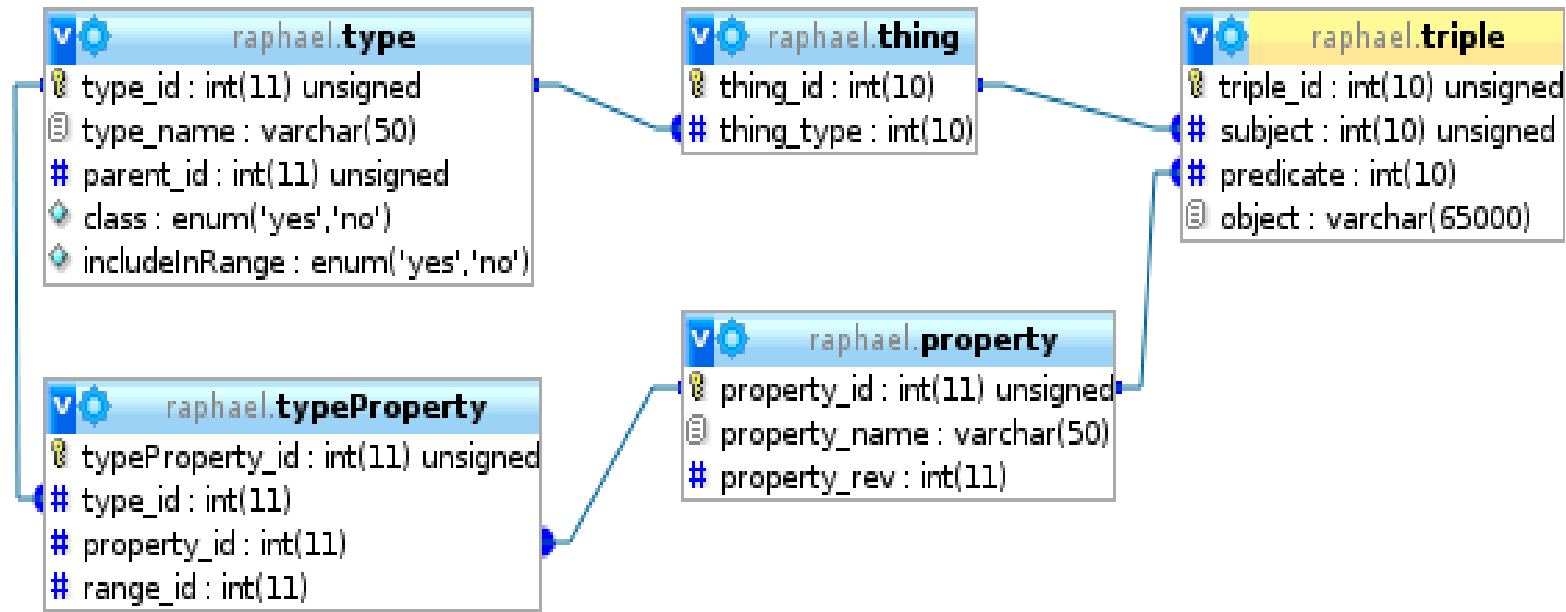 raphael.type
type_id : int(11) unsigned
type_name : varchar(50)
parent_id : int(11) unsigned
class : enum('yes','no')
includeInRange : enum('yes','no')
raphael.thing
thing_id : int(10)
thing_type : int(10)
raphael.triple
triple_id : int(10) unsigned
subject : int(10) unsigned
predicate : int(10)
object : varchar(65000)
raphael.typeProperty
typeProperty_id : int(11) unsigned
type_id : int(11)
property_id : int(11)
range_id : int(11)
raphael.property
property_id : int(11) unsigned
property_name : varchar(50)
property_rev : int(11)